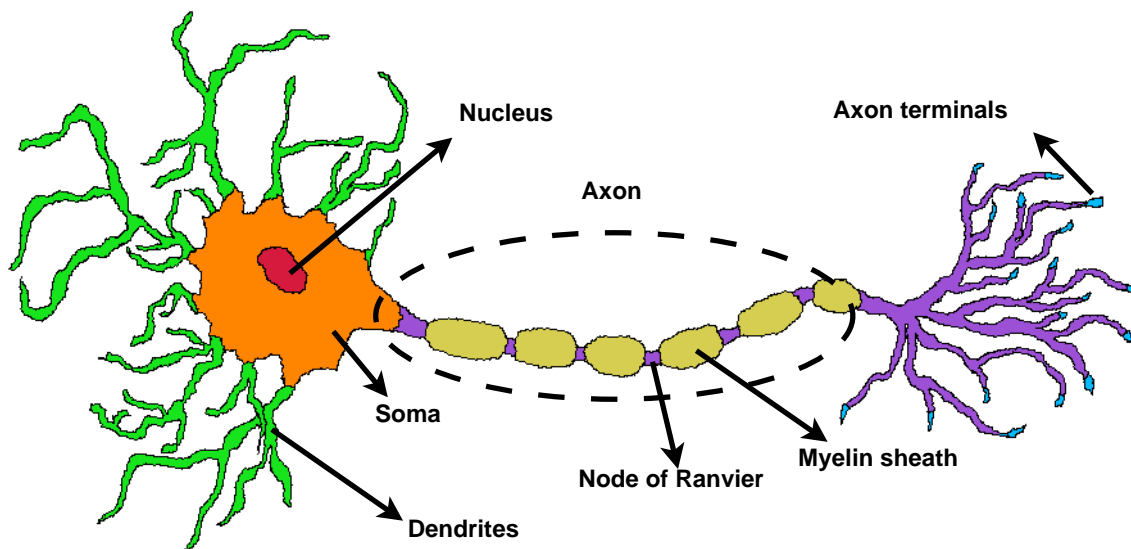 Nucleus
Axon terminals
Axon
Soma
Myelin sheath
Node of Ranvier
Dendrites